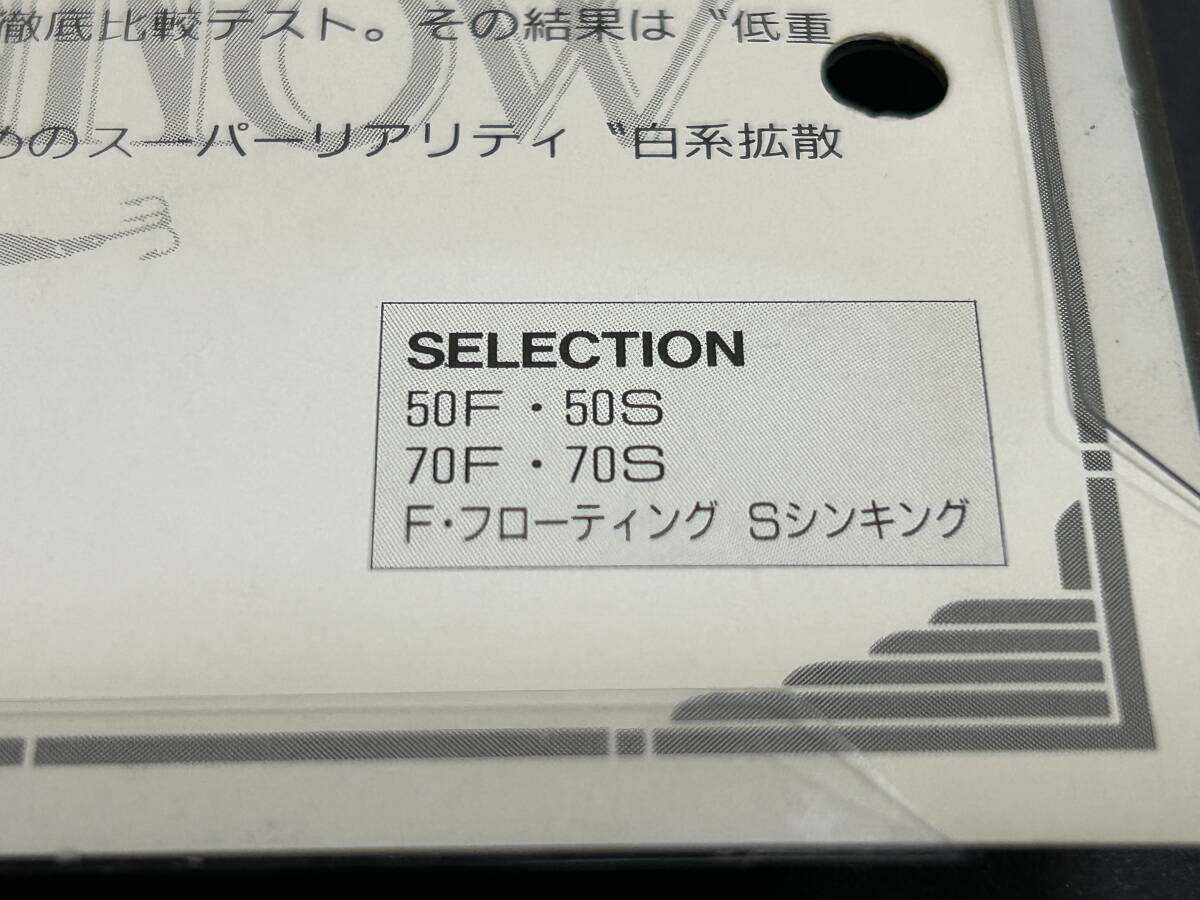 徹底比較テスト。その結果は〝低重
めのスーパーリアリティ〝白系拡散
NOW
SELECTION
50F・50S
70F・70S
F・フローティング Sシンキング